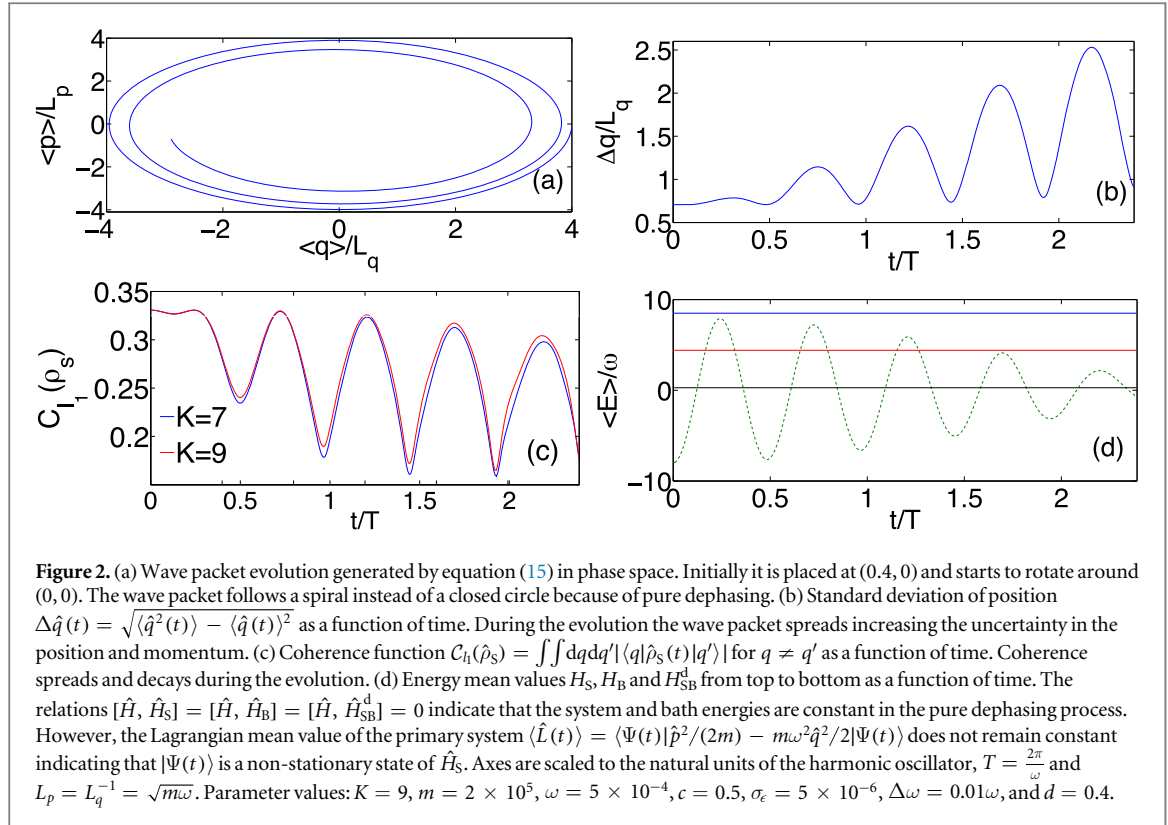 4
2
0
−2
−4
<p>/L_p
−4
−2
0
2
4
<q>/L_q
(a)
2.5
2
1.5
1
0.5
Δq/L_q
0
0.5
1
1.5
2
t/T
(b)
0.35
0.3
0.25
0.2
C_{l_1}(ρ_s)
K=7
K=9
0
0.5
1
1.5
2
t/T
(c)
10
0
−10
<E>/ω
0
0.5
1
1.5
2
t/T
(d)
Figure 2. (a) Wave packet evolution generated by equation (15) in phase space. Initially it is placed at (0.4, 0) and starts to rotate around
(0, 0). The wave packet follows a spiral instead of a closed circle because of pure dephasing. (b) Standard deviation of position
Δq̂(t) = √(⟨q̂²(t)⟩ − ⟨q̂(t)⟩²) as a function of time. During the evolution the wave packet spreads increasing the uncertainty in the
position and momentum. (c) Coherence function 𝒞_{l_1}(ρ̂_S) = ∫∫dqdq′|⟨q|ρ̂_S(t)|q′⟩| for q ≠ q′ as a function of time. Coherence
spreads and decays during the evolution. (d) Energy mean values H_S, H_B and H_SB^d from top to bottom as a function of time. The
relations [Ĥ, Ĥ_S] = [Ĥ, Ĥ_B] = [Ĥ, Ĥ_SB^d] = 0 indicate that the system and bath energies are constant in the pure dephasing process.
However, the Lagrangian mean value of the primary system ⟨L̂(t)⟩ = ⟨Ψ(t)|p̂²/(2m) − mω²q̂²/2|Ψ(t)⟩ does not remain constant
indicating that |Ψ(t)⟩ is a non-stationary state of Ĥ_S. Axes are scaled to the natural units of the harmonic oscillator, T = 2π/ω and
L_p = L_q^{−1} = √(mω). Parameter values: K = 9, m = 2 × 10⁵, ω = 5 × 10⁻⁴, c = 0.5, σ_ϵ = 5 × 10⁻⁶, Δω = 0.01ω, and d = 0.4.